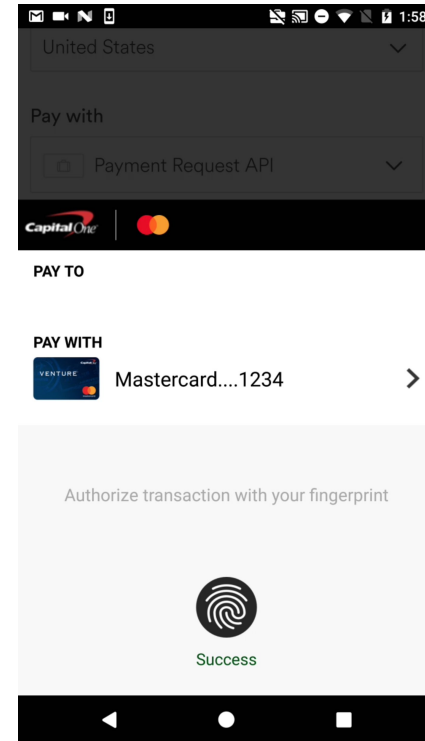 1:58
United States
Pay with
Payment Request API
Capital One
PAY TO
PAY WITH
VENTURE
Mastercard....1234
Authorize transaction with your fingerprint
Success